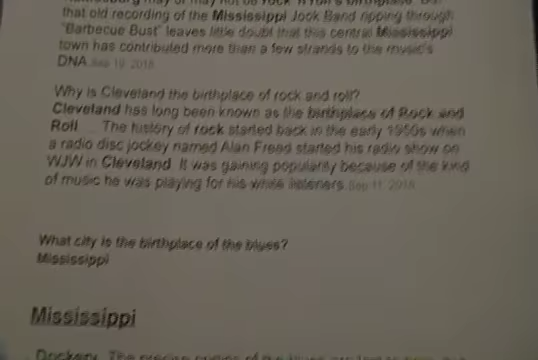 that old recording of the Mississippi Jook Band ripping through
"Barbecue Bust" leaves little doubt that this central Mississippi
town has contributed more than a few strands to the music's
DNA. Sep 19, 2018
Why is Cleveland the birthplace of rock and roll?
Cleveland has long been known as the birthplace of Rock and
Roll. ... The history of rock started back in the early 1950s when
a radio disc jockey named Alan Freed started his radio show on
WJW in Cleveland. It was gaining popularity because of the kind
of music he was playing for his white listeners. Sep 11, 2018
What city is the birthplace of the blues?
Mississippi
Mississippi